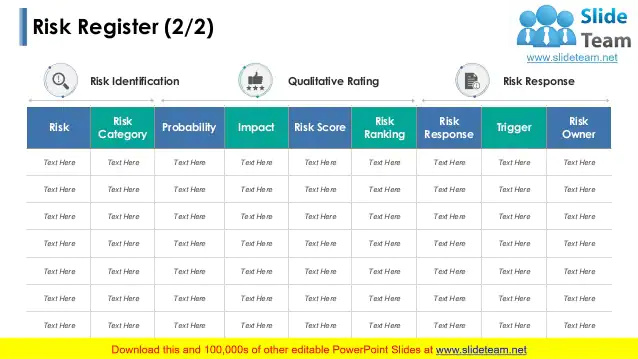 Risk Register (2/2)
Slide
Team
www.slideteam.net
Risk Identification
Qualitative Rating
Risk Response
Risk
Risk
Category
Probability
Impact
Risk Score
Risk
Ranking
Risk
Response
Trigger
Risk
Owner
Text Here Text Here Text Here Text Here Text Here Text Here Text Here Text Here Text Here
Text Here Text Here Text Here Text Here Text Here Text Here Text Here Text Here Text Here
Text Here Text Here Text Here Text Here Text Here Text Here Text Here Text Here Text Here
Text Here Text Here Text Here Text Here Text Here Text Here Text Here Text Here Text Here
Text Here Text Here Text Here Text Here Text Here Text Here Text Here Text Here Text Here
Text Here Text Here Text Here Text Here Text Here Text Here Text Here Text Here Text Here
Text Here Text Here Text Here Text Here Text Here Text Here Text Here Text Here Text Here
Download this and 100,000s of other editable PowerPoint Slides at www.slideteam.net